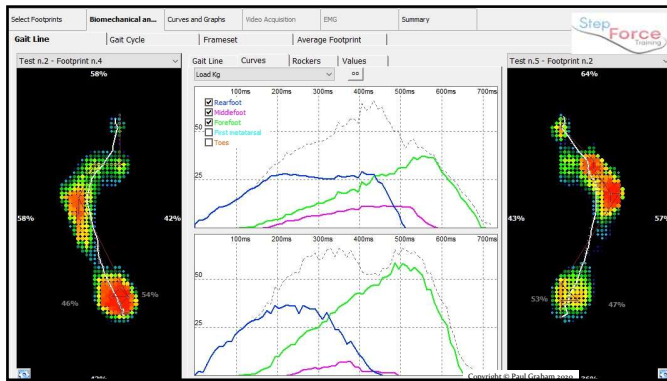 Select Footprints
Biomechanical an...
Curves and Graphs
Video Acquisition
EMG
Summary
Step
Force
Training
Gait Line
Gait Cycle
Frameset
Average Footprint
Test n.2 - Footprint n.4
58%
58%
42%
46%
54%
Gait Line
Curves
Rockers
Values
Load Kg
100ms 200ms 300ms 400ms 500ms 600ms 700ms
Rearfoot
Middlefoot
Forefoot
Post metatarsal
Toes
50
25
100ms 200ms 300ms 400ms 500ms 600ms 700ms
50
25
Test n.5 - Footprint n.2
64%
43%
57%
53%
47%
Copyright © Paul Graham 2020